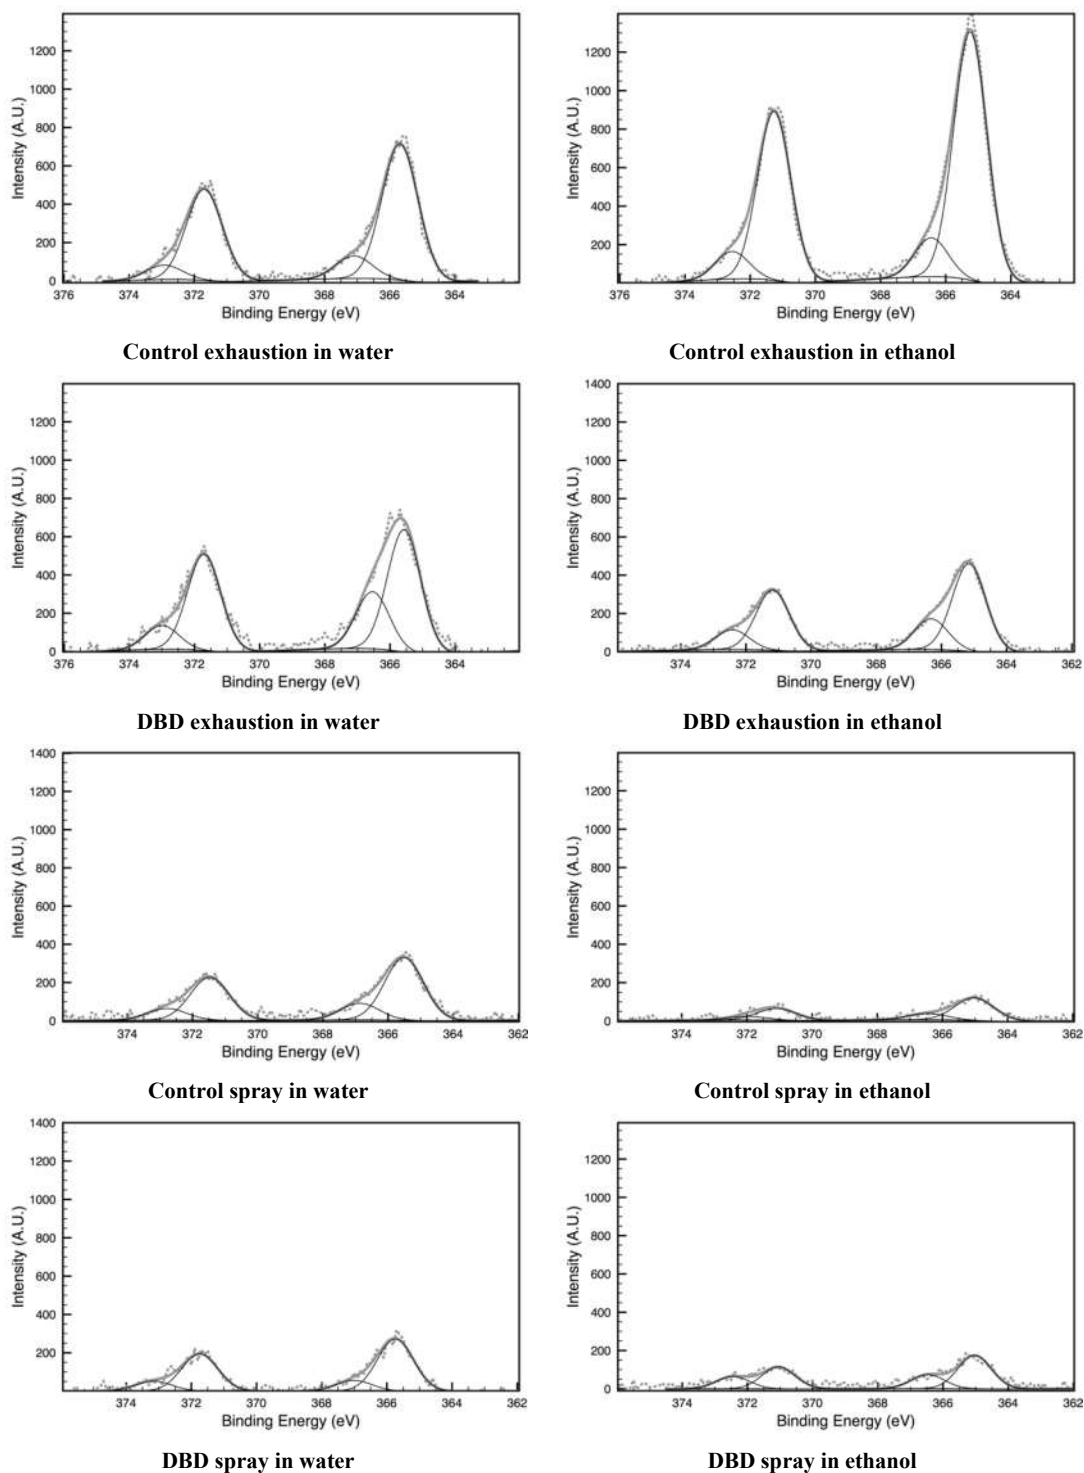 1200
1000
800
600
400
200
0
376 374 372 370 368 366 364
Intensity (A.U.)
Binding Energy (eV)
Control exhaustion in water
1200
1000
800
600
400
200
376 374 372 370 368 366 364
Intensity (A.U.)
Binding Energy (eV)
Control exhaustion in ethanol
1200
1000
800
600
400
200
0
376 374 372 370 368 366 364
Intensity (A.U.)
Binding Energy (eV)
DBD exhaustion in water
1400
1200
1000
800
600
400
200
0
374 372 370 368 366 364 362
Intensity (A.U.)
Binding Energy (eV)
DBD exhaustion in ethanol
1400
1200
1000
800
600
400
200
0
374 372 370 368 366 364 362
Intensity (A.U.)
Binding Energy (eV)
Control spray in water
1200
1000
800
600
400
200
0
374 372 370 368 366 364 362
Intensity (A.U.)
Binding Energy (eV)
Control spray in ethanol
1400
1200
1000
800
600
400
200
374 372 370 368 366 364 362
Intensity (A.U.)
Binding Energy (eV)
DBD spray in water
1200
1000
800
600
400
200
0
374 372 370 368 366 364 362
Intensity (A.U.)
Binding Energy (eV)
DBD spray in ethanol